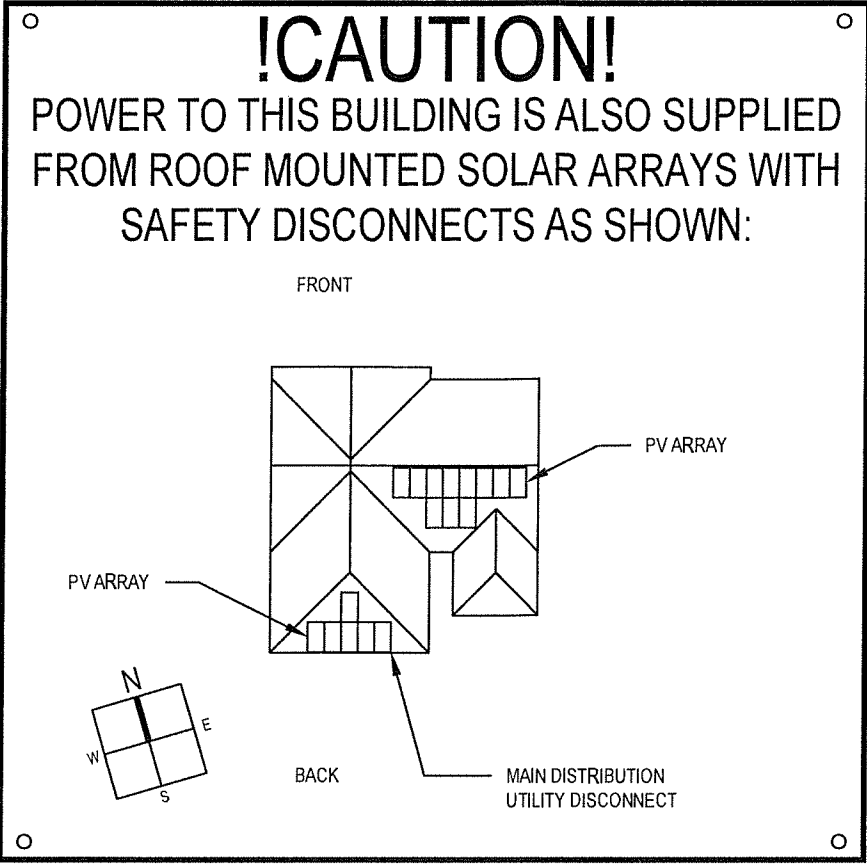 !CAUTION!
POWER TO THIS BUILDING IS ALSO SUPPLIED
FROM ROOF MOUNTED SOLAR ARRAYS WITH
SAFETY DISCONNECTS AS SHOWN:
FRONT
PV ARRAY
PV ARRAY
N
E
W
S
BACK
MAIN DISTRIBUTION
UTILITY DISCONNECT